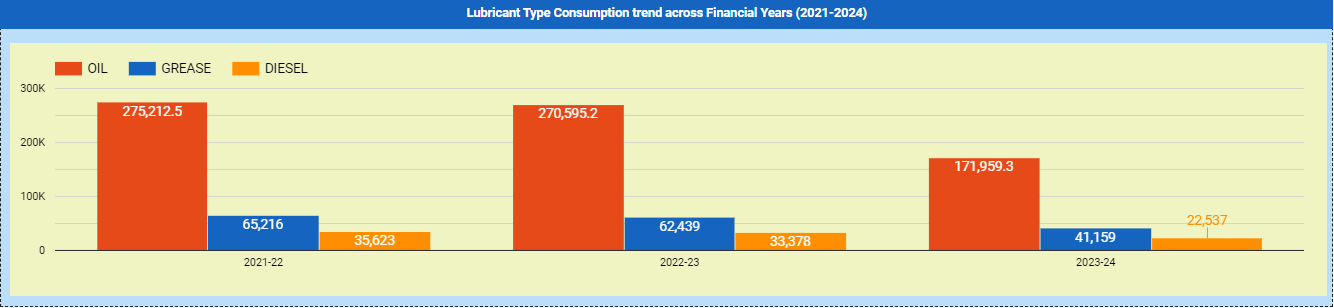 Lubricant Type Consumption trend across Financial Years (2021-2024)
OIL GREASE DIESEL
300K
200K
100K
0
275,212.5
65,216
35,623
270,595.2
62,439
33,378
171,959.3
41,159
22,537
2021-22 2022-23 2023-24